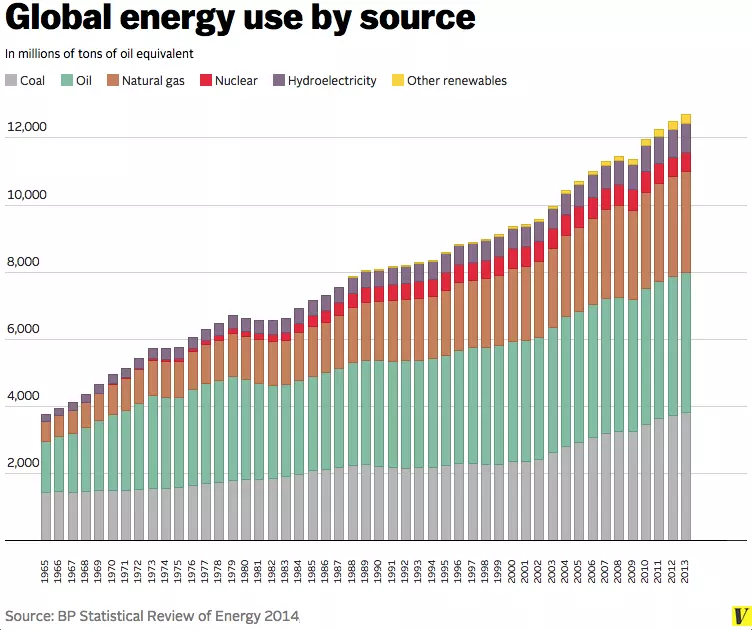 Global energy use by source
In millions of tons of oil equivalent
Coal Oil Natural gas Nuclear Hydroelectricity Other renewables
12,000
10,000
8,000
6,000
4,000
2,000
1965 1966 1967 1968 1969 1970 1971 1972 1973 1974 1975 1976 1977 1978 1979 1980 1981 1982 1983 1984 1985 1986 1987 1988 1989 1990 1991 1992 1993 1994 1995 1996 1997 1998 1999 2000 2001 2002 2003 2004 2005 2006 2007 2008 2009 2010 2011 2012 2013
Source: BP Statistical Review of Energy 2014
V